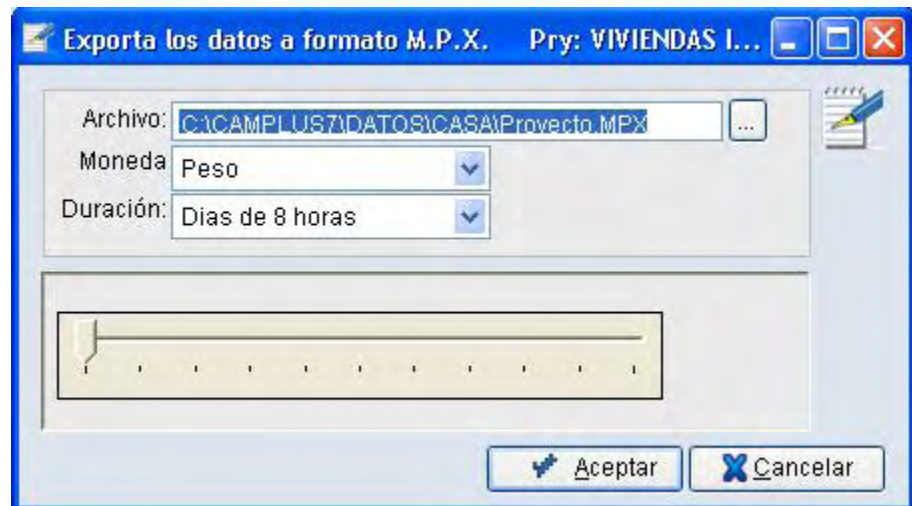 Exporta los datos a formato M.P.X. Pry: VIVIENDAS I...
Archivo: C:\CAMPLUS7\DATOS\CASA\Proyecto.MPX ...
Moneda Peso
Duración: Dias de 8 horas
Aceptar Cancelar